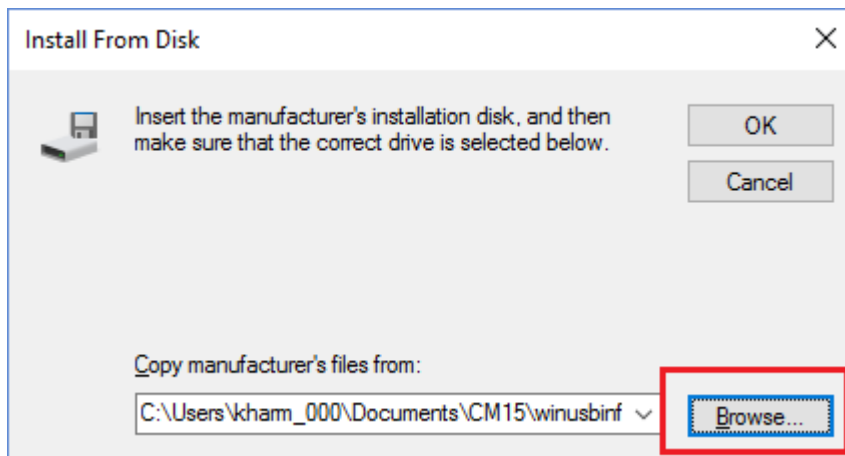 Install From Disk
Insert the manufacturer's installation disk, and then
make sure that the correct drive is selected below.
OK
Cancel
Copy manufacturer's files from:
C:\Users\kharm_000\Documents\CM15\winusbinf
Browse...